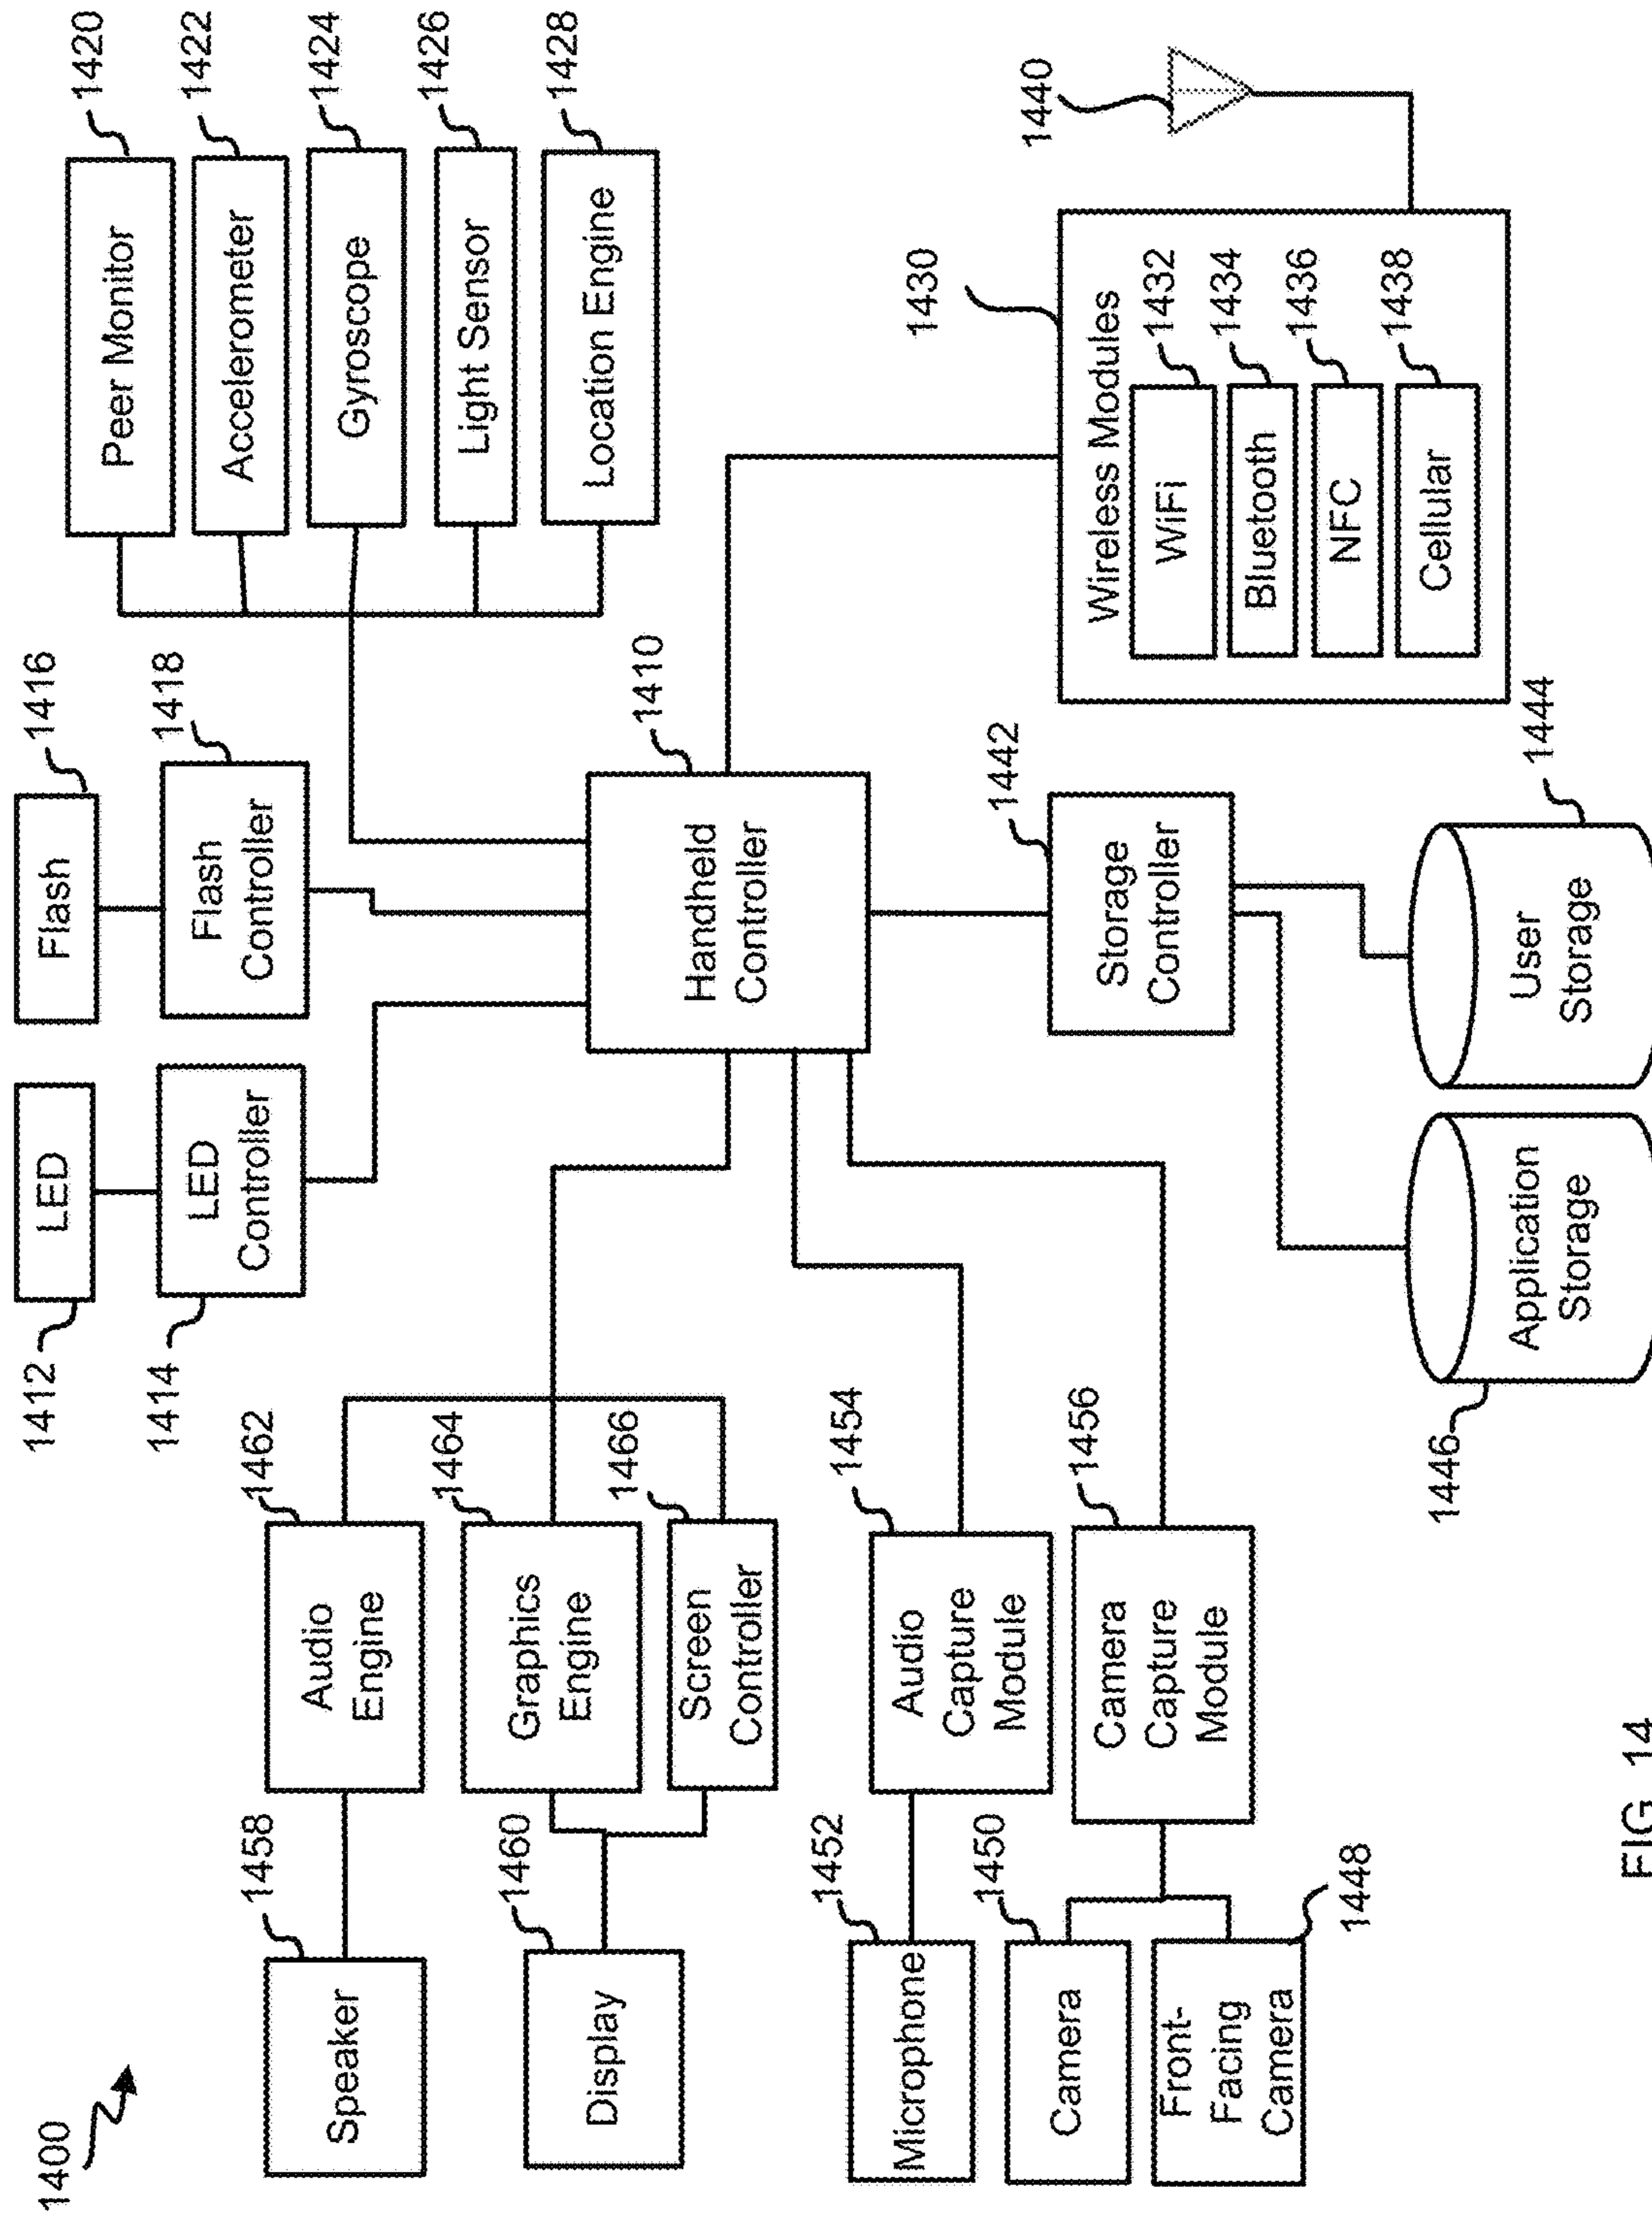 1400
1412
LED
1416
Flash
1414
LED
Controller
1418
Flash
Controller
1420
Peer Monitor
1422
Accelerometer
1424
Gyroscope
1426
Light Sensor
1428
Location Engine
1458
Speaker
1462
Audio
Engine
1460
Display
1464
Graphics
Engine
1466
Screen
Controller
1410
Handheld
Controller
1452
Microphone
1454
Audio
Capture
Module
1450
Camera
1448
Front-
Facing
Camera
1456
Camera
Capture
Module
1442
Storage
Controller
1446
Application
Storage
1444
User
Storage
1430
Wireless Modules
1432
WiFi
1434
Bluetooth
1436
NFC
1438
Cellular
1440
FIG. 14